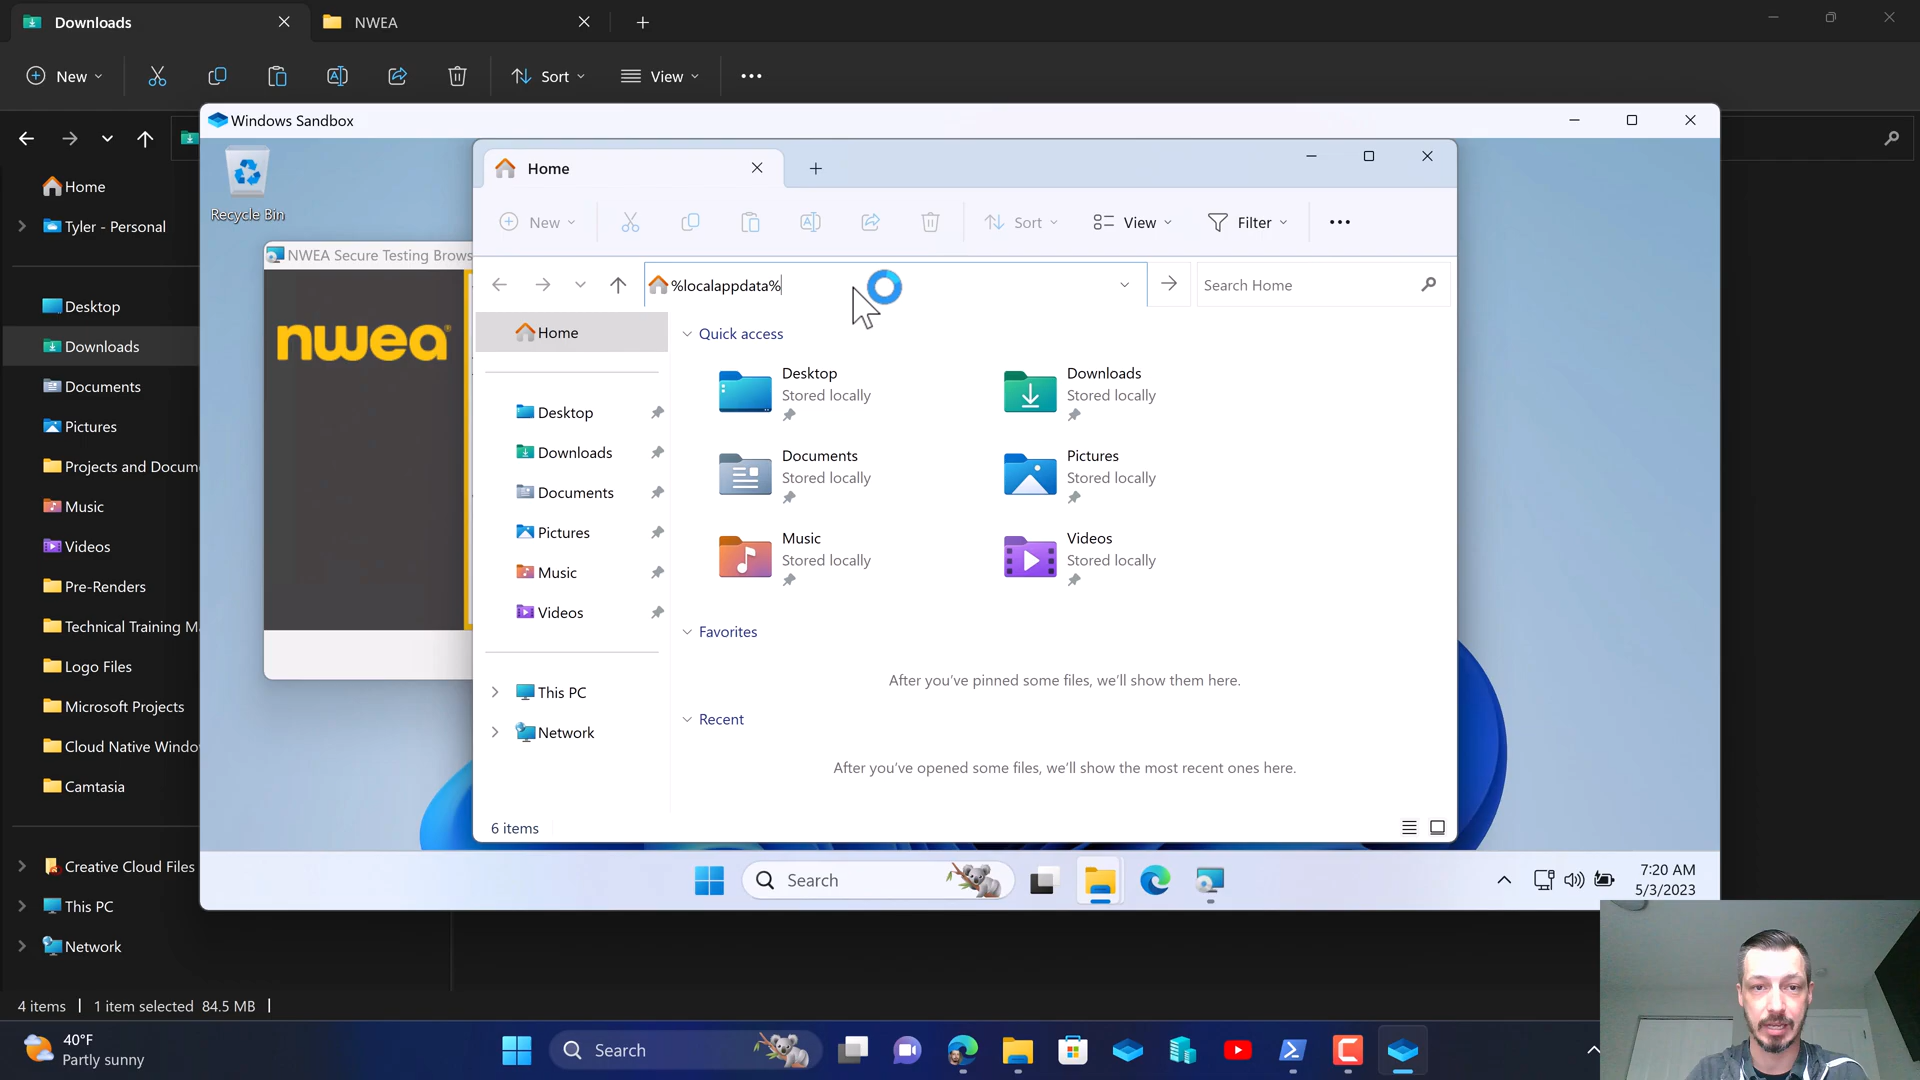 Downloads
NWEA
New
Sort
View
Windows Sandbox
Home
Tyler - Personal
Desktop
Downloads
Documents
Pictures
Projects and Docum
Music
Videos
Pre-Renders
Technical Training Ma
Logo Files
Microsoft Projects
Cloud Native Windo
Camtasia
Creative Cloud Files
This PC
Network
4 items
1 item selected 84.5 MB
Recycle Bin
NWEA Secure Testing Brows
nwea
Home
New
Sort
View
Filter
%localappdata%
Search Home
Home
Desktop
Downloads
Documents
Pictures
Music
Videos
This PC
Network
Quick access
Desktop
Stored locally
Downloads
Stored locally
Documents
Stored locally
Pictures
Stored locally
Music
Stored locally
Videos
Stored locally
Favorites
After you've pinned some files, we'll show them here.
Recent
After you've opened some files, we'll show the most recent ones here.
6 items
Search
7:20 AM
5/3/2023
40°F
Partly sunny
Search